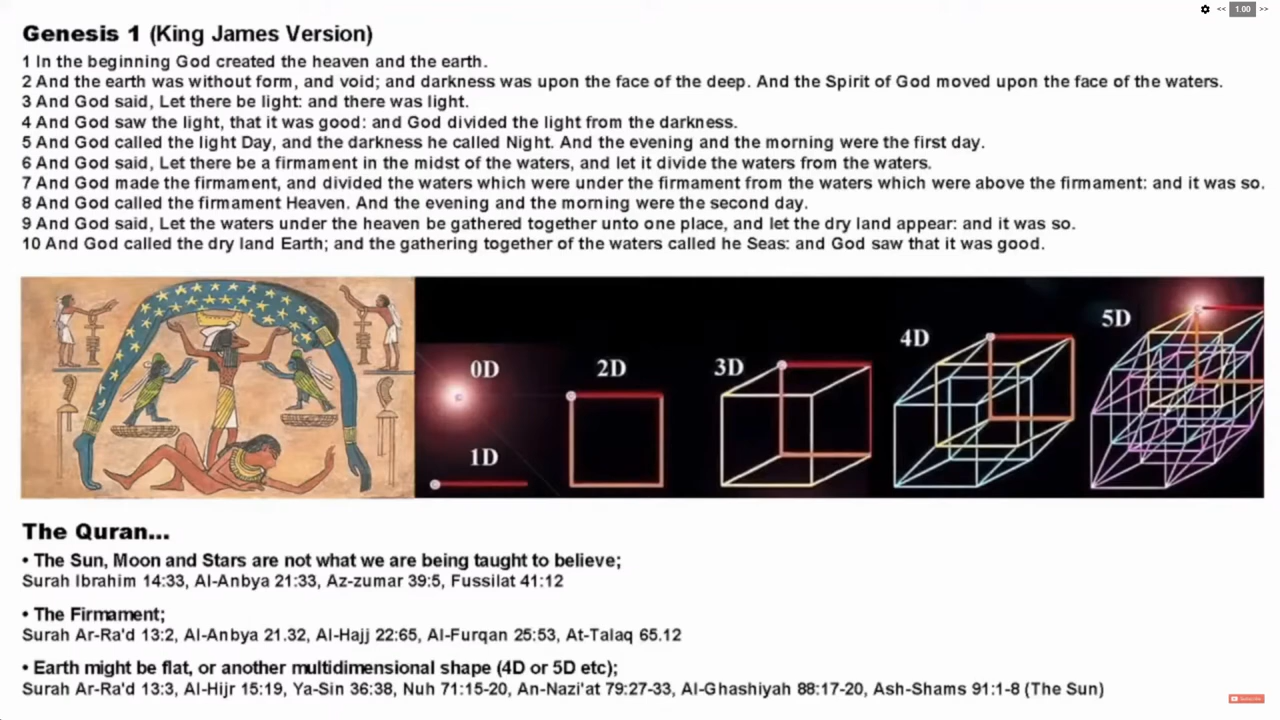 << 1.00 >>
Genesis 1 (King James Version)
1 In the beginning God created the heaven and the earth.
2 And the earth was without form, and void; and darkness was upon the face of the deep. And the Spirit of God moved upon the face of the waters.
3 And God said, Let there be light: and there was light.
4 And God saw the light, that it was good: and God divided the light from the darkness.
5 And God called the light Day, and the darkness he called Night. And the evening and the morning were the first day.
6 And God said, Let there be a firmament in the midst of the waters, and let it divide the waters from the waters.
7 And God made the firmament, and divided the waters which were under the firmament from the waters which were above the firmament: and it was so.
8 And God called the firmament Heaven. And the evening and the morning were the second day.
9 And God said, Let the waters under the heaven be gathered together unto one place, and let the dry land appear: and it was so.
10 And God called the dry land Earth; and the gathering together of the waters called he Seas: and God saw that it was good.
0D
1D
2D
3D
4D
5D
The Quran...
• The Sun, Moon and Stars are not what we are being taught to believe;
Surah Ibrahim 14:33, Al-Anbya 21:33, Az-zumar 39:5, Fussilat 41:12
• The Firmament;
Surah Ar-Ra'd 13:2, Al-Anbya 21.32, Al-Hajj 22:65, Al-Furqan 25:53, At-Talaq 65.12
• Earth might be flat, or another multidimensional shape (4D or 5D etc);
Surah Ar-Ra'd 13:3, Al-Hijr 15:19, Ya-Sin 36:38, Nuh 71:15-20, An-Nazi'at 79:27-33, Al-Ghashiyah 88:17-20, Ash-Shams 91:1-8 (The Sun)